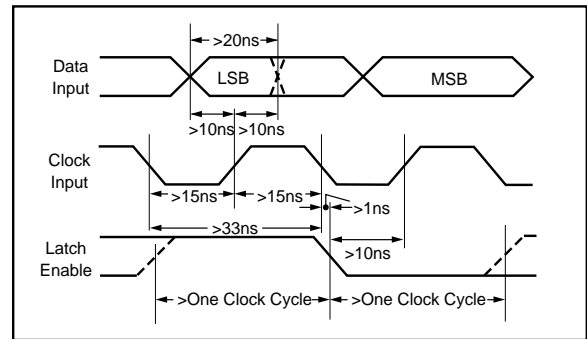 >20ns
Data
Input
LSB
MSB
>10ns
>10ns
Clock
Input
>15ns
>15ns
>1ns
>33ns
>10ns
Latch
Enable
>One Clock Cycle
>One Clock Cycle